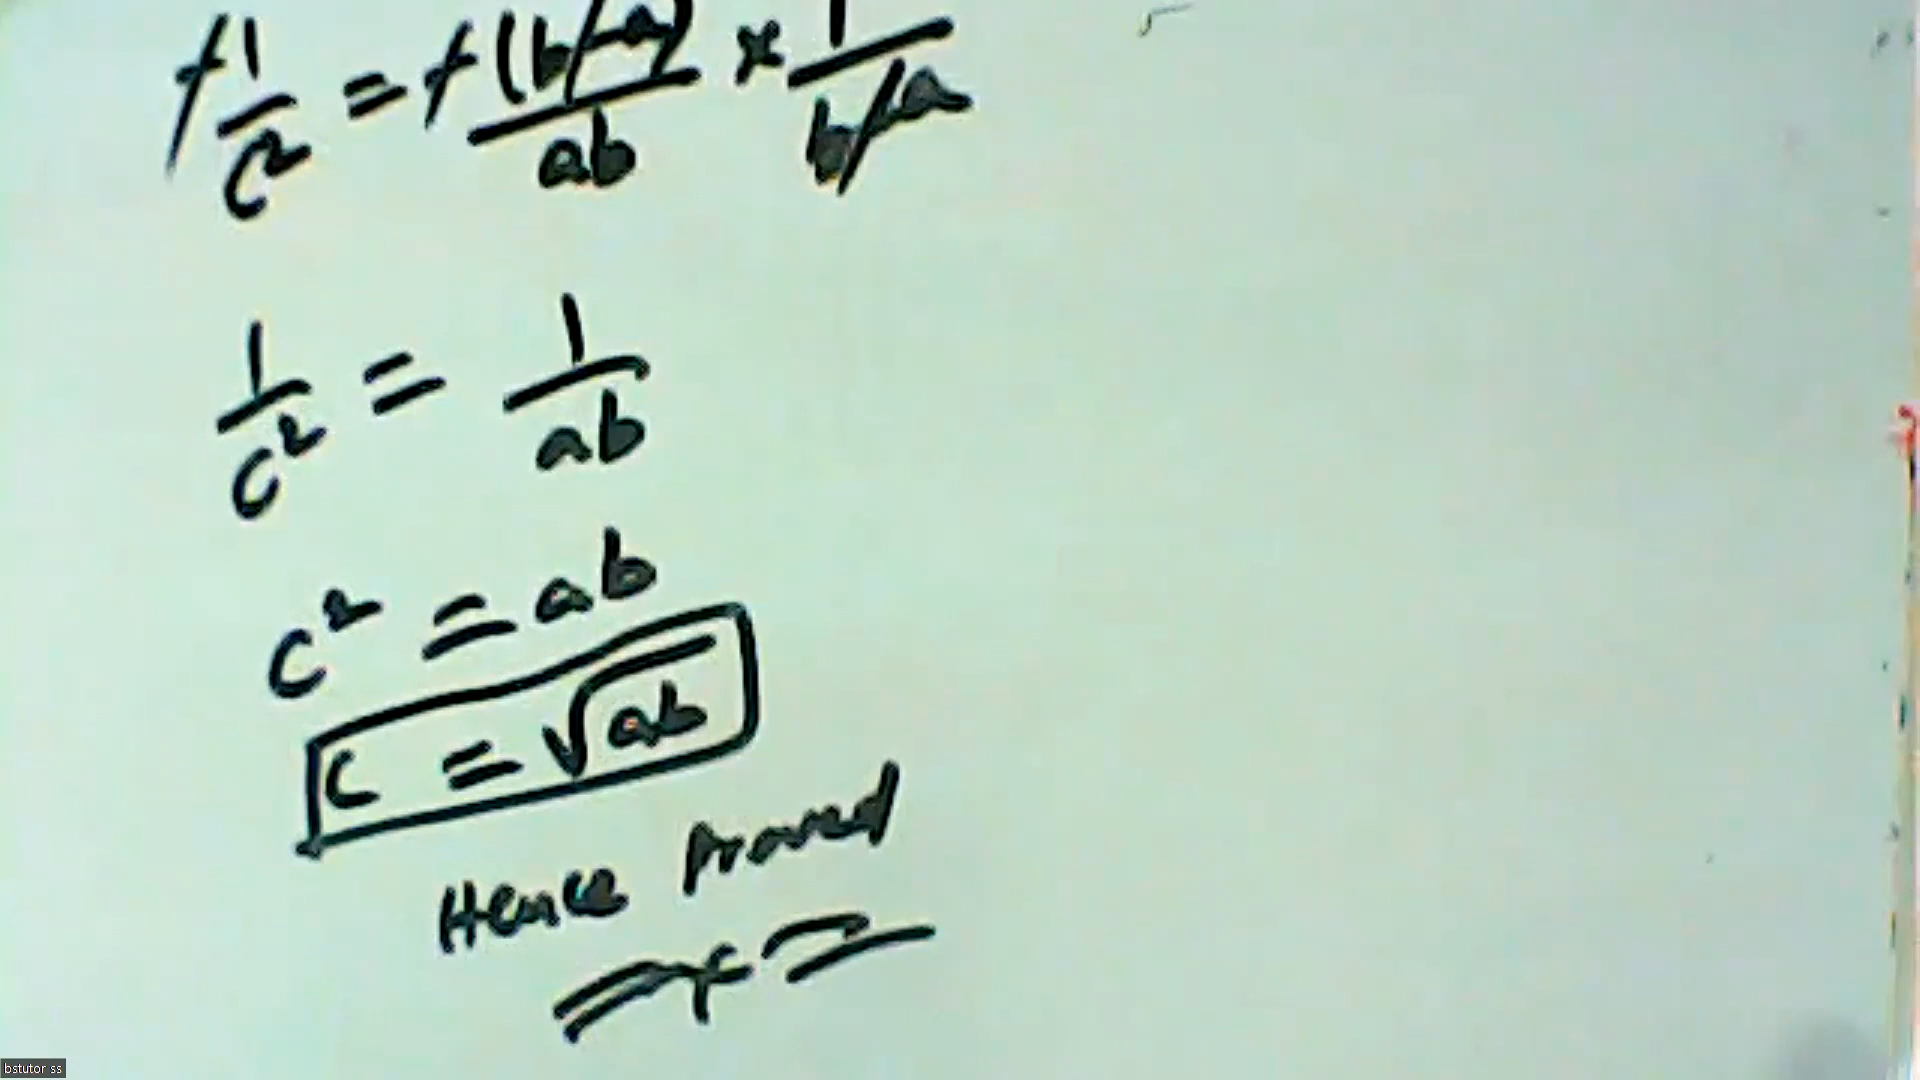 -1/c² = -(b-a)/ab × 1/b-a
1/c² = 1/ab
c² = ab
c = √ab
Hence Proved
bstutor ss